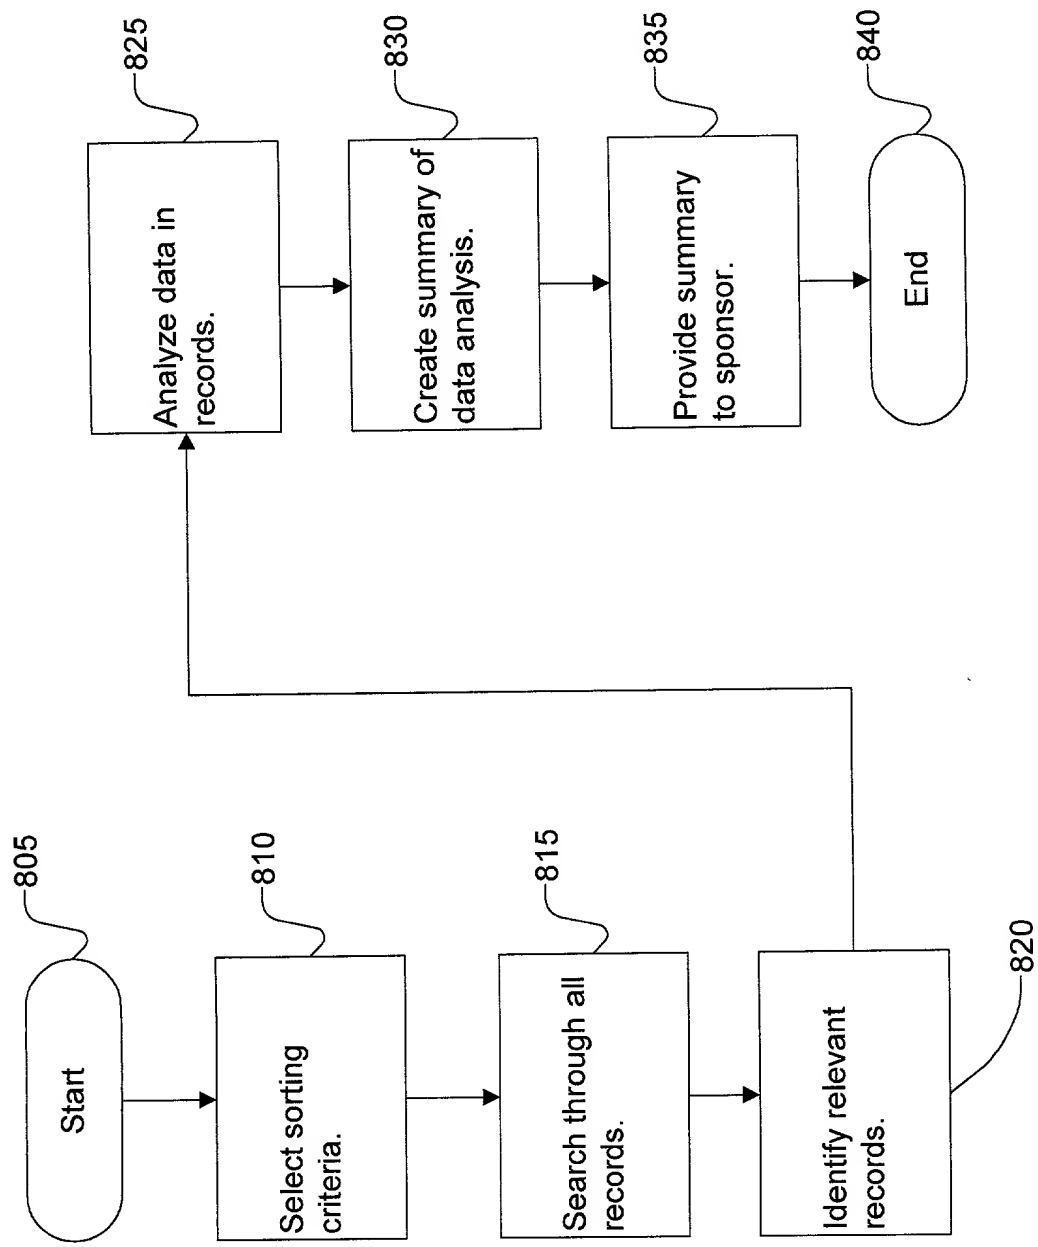 805
Start
810
Select sorting
criteria.
815
Search through all
records.
820
Identify relevant
records.
825
Analyze data in
records.
830
Create summary of
data analysis.
835
Provide summary
to sponsor.
840
End